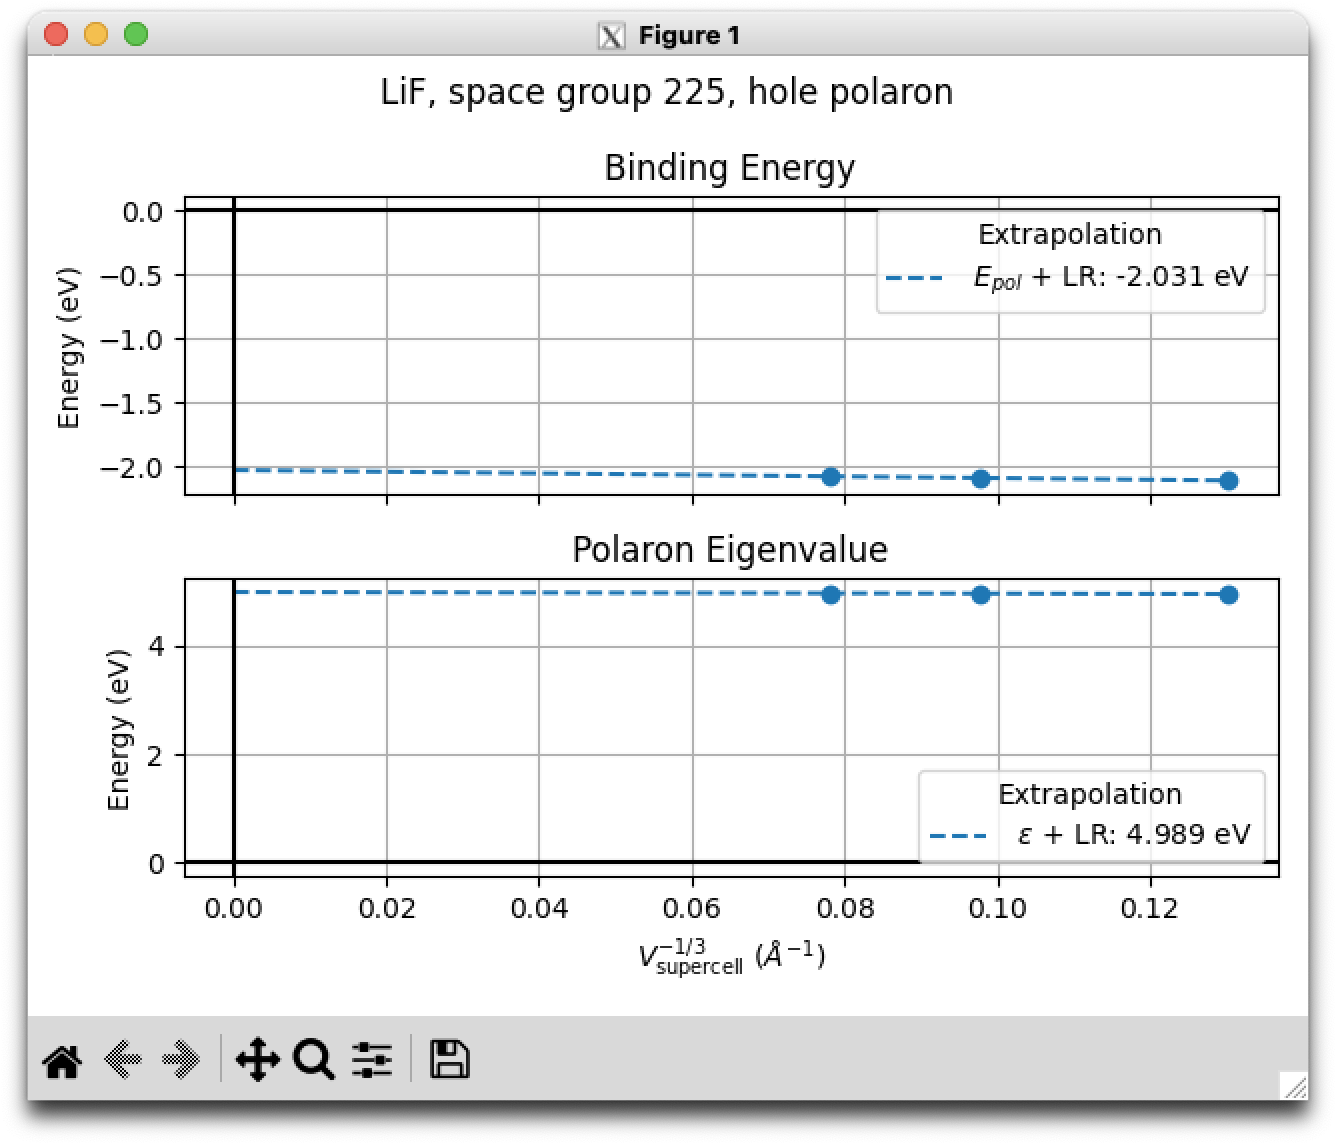 Figure 1
LiF, space group 225, hole polaron
Binding Energy
0.0
−0.5
−1.0
−1.5
−2.0
Energy (eV)
Extrapolation
E_pol + LR: -2.031 eV
Polaron Eigenvalue
4
2
0
Energy (eV)
Extrapolation
ε + LR: 4.989 eV
0.00 0.02 0.04 0.06 0.08 0.10 0.12
V_supercell^−1/3 (Å^−1)